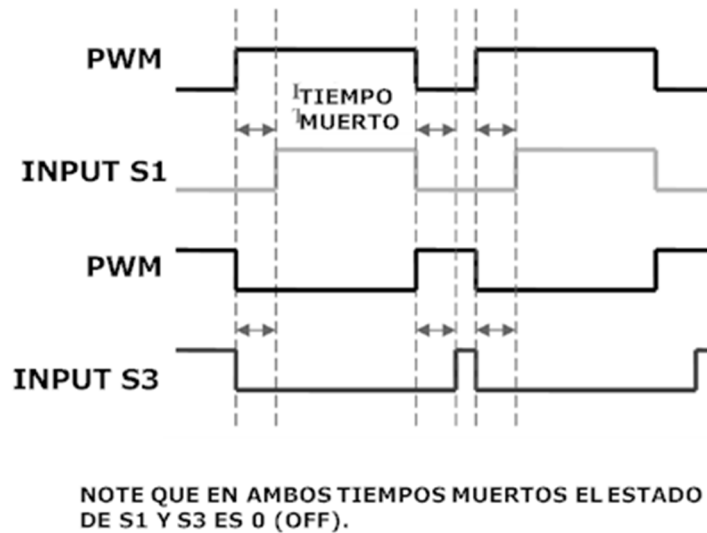 PWM
TIEMPO
MUERTO
INPUT S1
PWM
INPUT S3
NOTE QUE EN AMBOS TIEMPOS MUERTOS EL ESTADO
DE S1 Y S3 ES 0 (OFF).